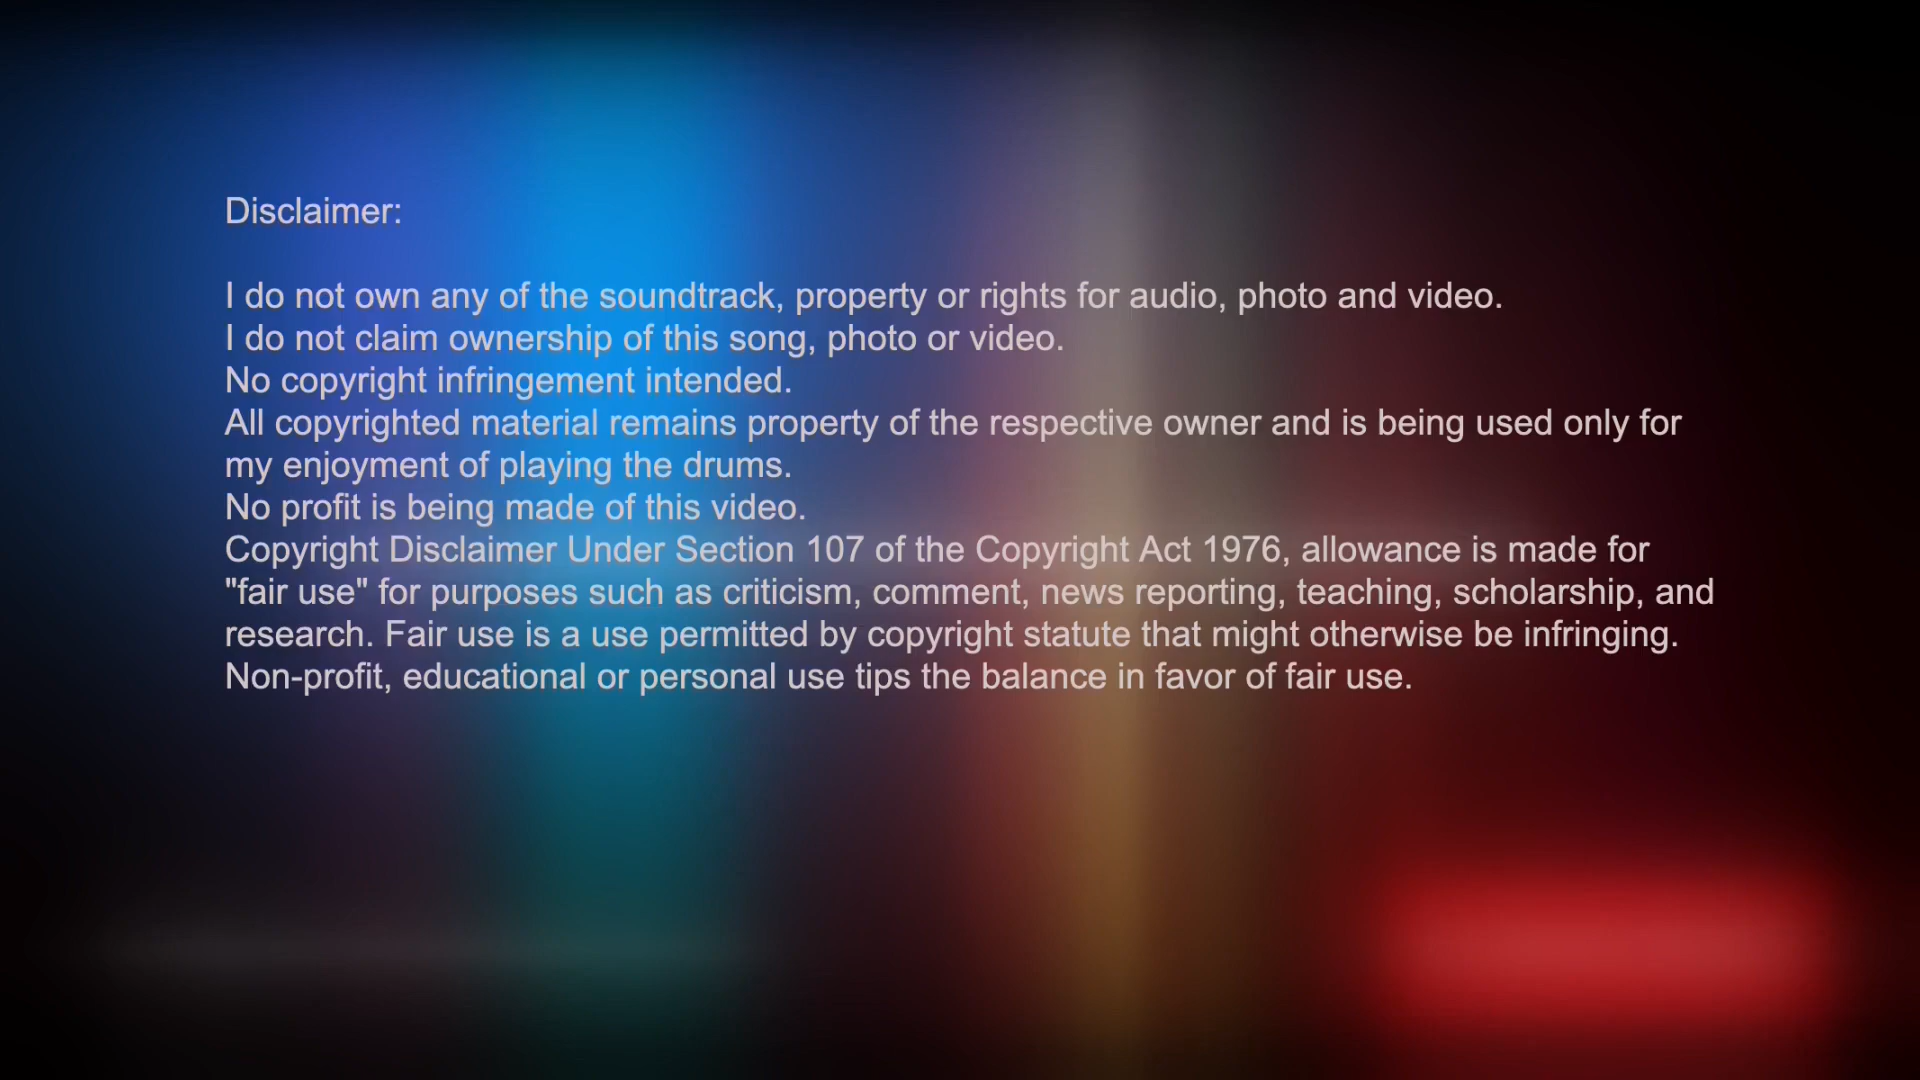 Disclaimer:
I do not own any of the soundtrack, property or rights for audio, photo and video.
I do not claim ownership of this song, photo or video.
No copyright infringement intended.
All copyrighted material remains property of the respective owner and is being used only for
my enjoyment of playing the drums.
No profit is being made of this video.
Copyright Disclaimer Under Section 107 of the Copyright Act 1976, allowance is made for
"fair use" for purposes such as criticism, comment, news reporting, teaching, scholarship, and
research. Fair use is a use permitted by copyright statute that might otherwise be infringing.
Non-profit, educational or personal use tips the balance in favor of fair use.